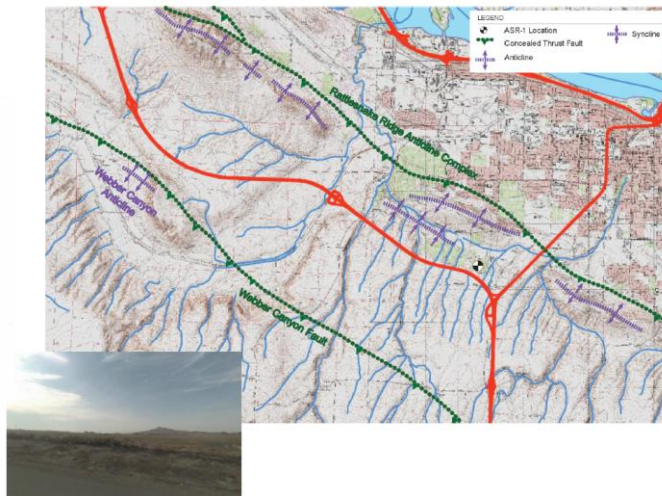 LEGEND
ASR-1 Location
Concealed Thrust Fault
Anticline
Syncline
Rattlesnake Ridge Anticline Complex
Webber Canyon
Anticline
Webber Canyon Fault